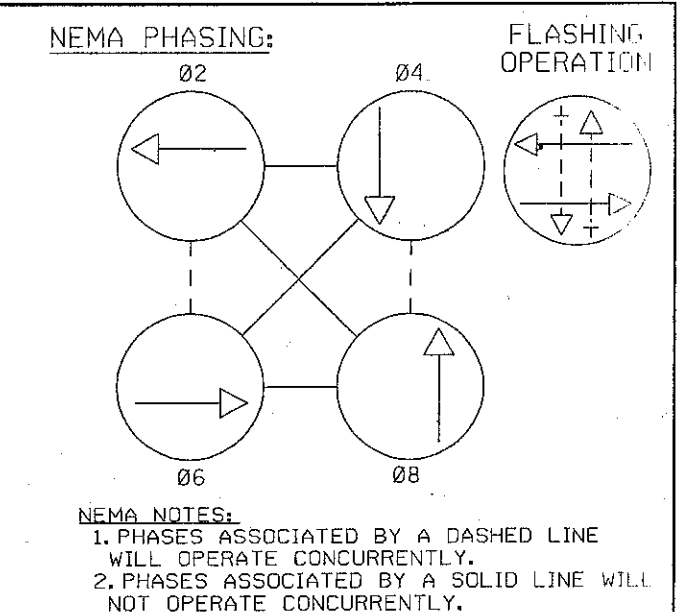 NEMA PHASING:
FLASHING
OPERATION
Ø2
Ø4
Ø6
Ø8
NEMA NOTES:
1. PHASES ASSOCIATED BY A DASHED LINE
WILL OPERATE CONCURRENTLY.
2. PHASES ASSOCIATED BY A SOLID LINE WILL
NOT OPERATE CONCURRENTLY.